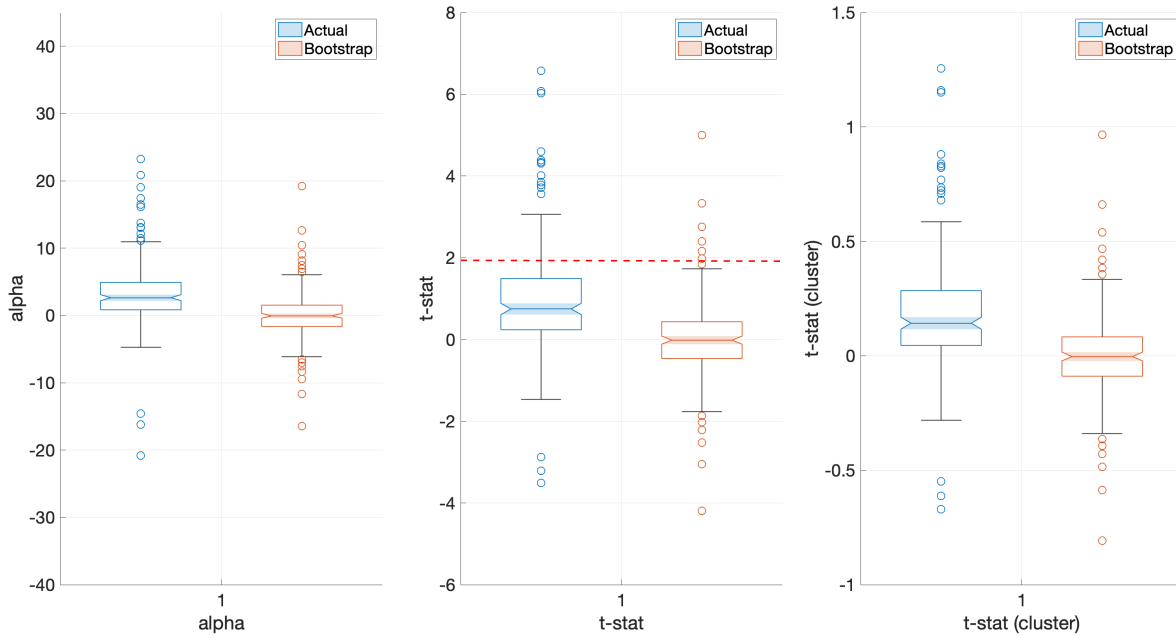 Actual
Bootstrap
40
30
20
10
0
-10
-20
-30
-40
alpha
1
alpha
Actual
Bootstrap
8
6
4
2
0
-2
-4
-6
t-stat
1
t-stat
Actual
Bootstrap
1.5
1
0.5
0
-0.5
-1
t-stat (cluster)
1
t-stat (cluster)